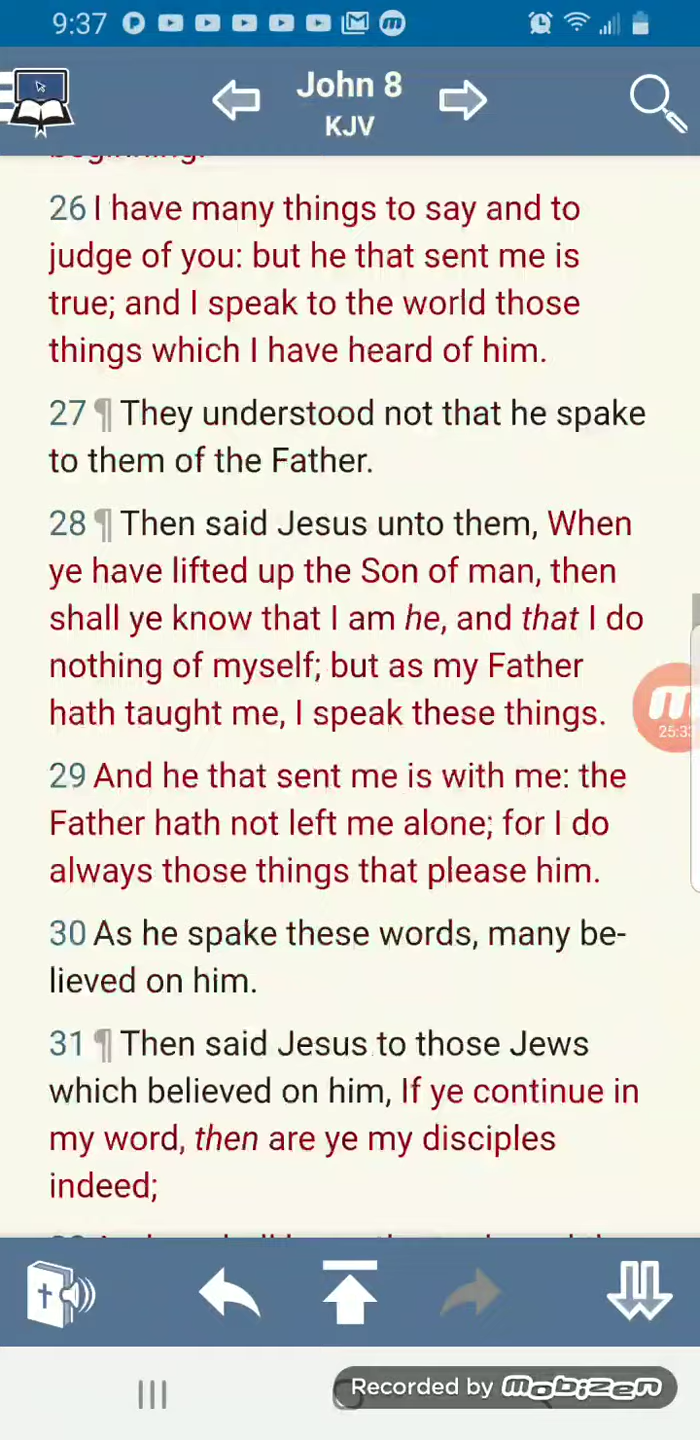 9:37
John 8
KJV
beginning.
26 I have many things to say and to
judge of you: but he that sent me is
true; and I speak to the world those
things which I have heard of him.
27 ¶ They understood not that he spake
to them of the Father.
28 ¶ Then said Jesus unto them, When
ye have lifted up the Son of man, then
shall ye know that I am he, and that I do
nothing of myself; but as my Father
hath taught me, I speak these things.
29 And he that sent me is with me: the
Father hath not left me alone; for I do
always those things that please him.
30 As he spake these words, many be-
lieved on him.
31 ¶ Then said Jesus to those Jews
which believed on him, If ye continue in
my word, then are ye my disciples
indeed;
Recorded by mobizen